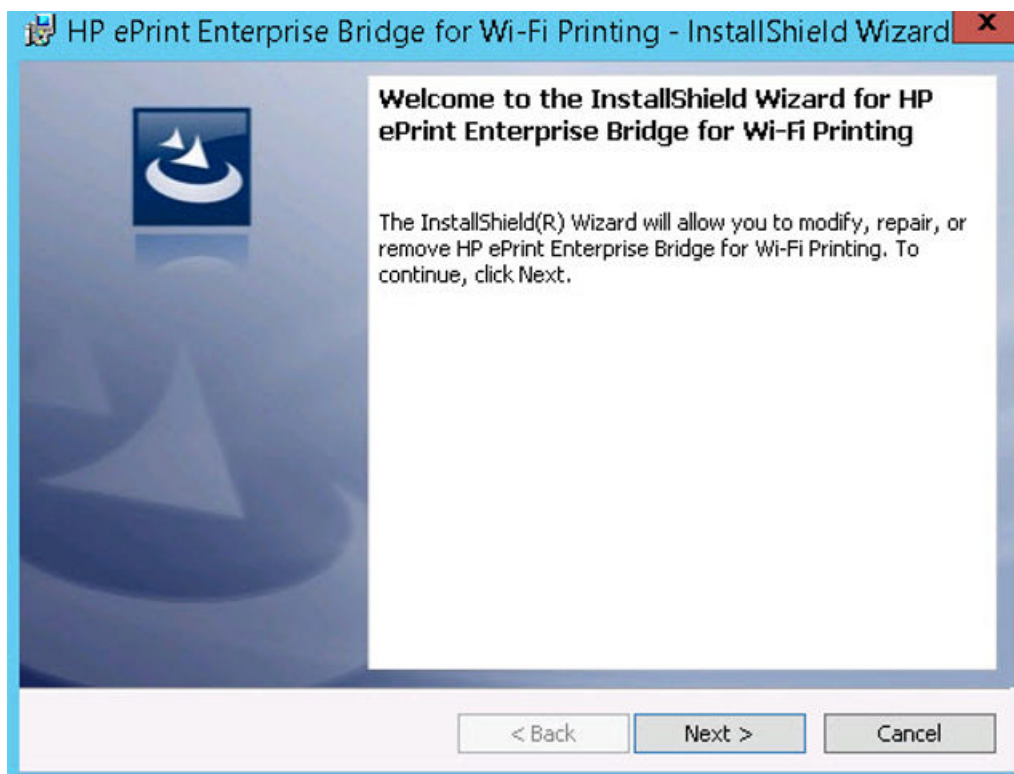 HP ePrint Enterprise Bridge for Wi-Fi Printing - InstallShield Wizard
Welcome to the InstallShield Wizard for HP
ePrint Enterprise Bridge for Wi-Fi Printing
The InstallShield(R) Wizard will allow you to modify, repair, or
remove HP ePrint Enterprise Bridge for Wi-Fi Printing. To
continue, click Next.
< Back
Next >
Cancel